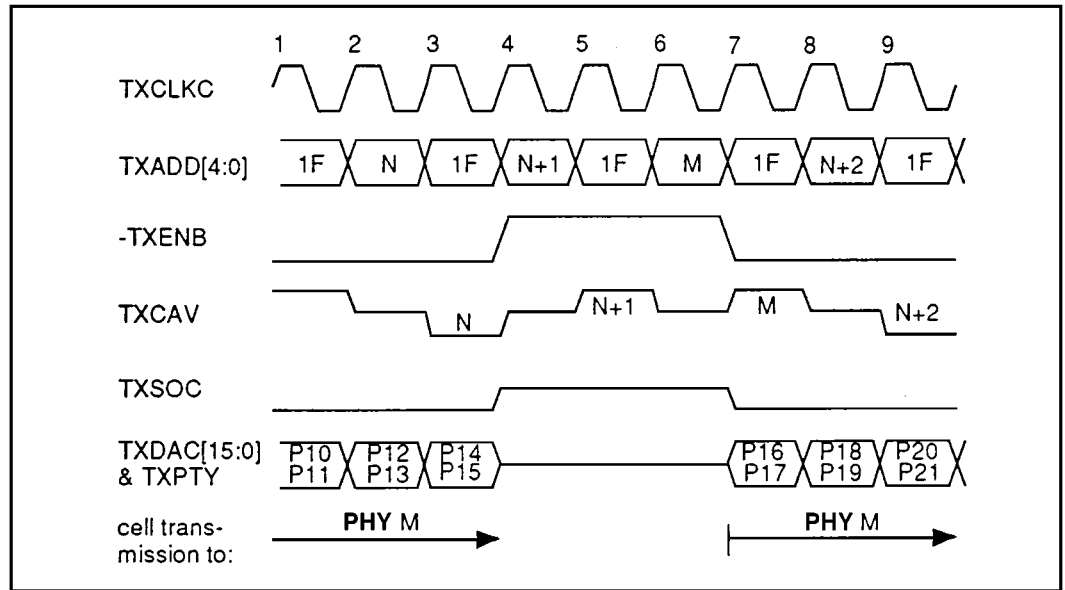 1 2 3 4 5 6 7 8 9
TXCLKC
TXADD[4:0] 1F N 1F N+1 1F M 1F N+2 1F
-TXENB
TXCAV N N+1 M N+2
TXSOC
TXDAC[15:0] P10 P12 P14 P16 P18 P20
& TXPTY P11 P13 P15 P17 P19 P21
cell trans- PHY M PHY M
mission to: